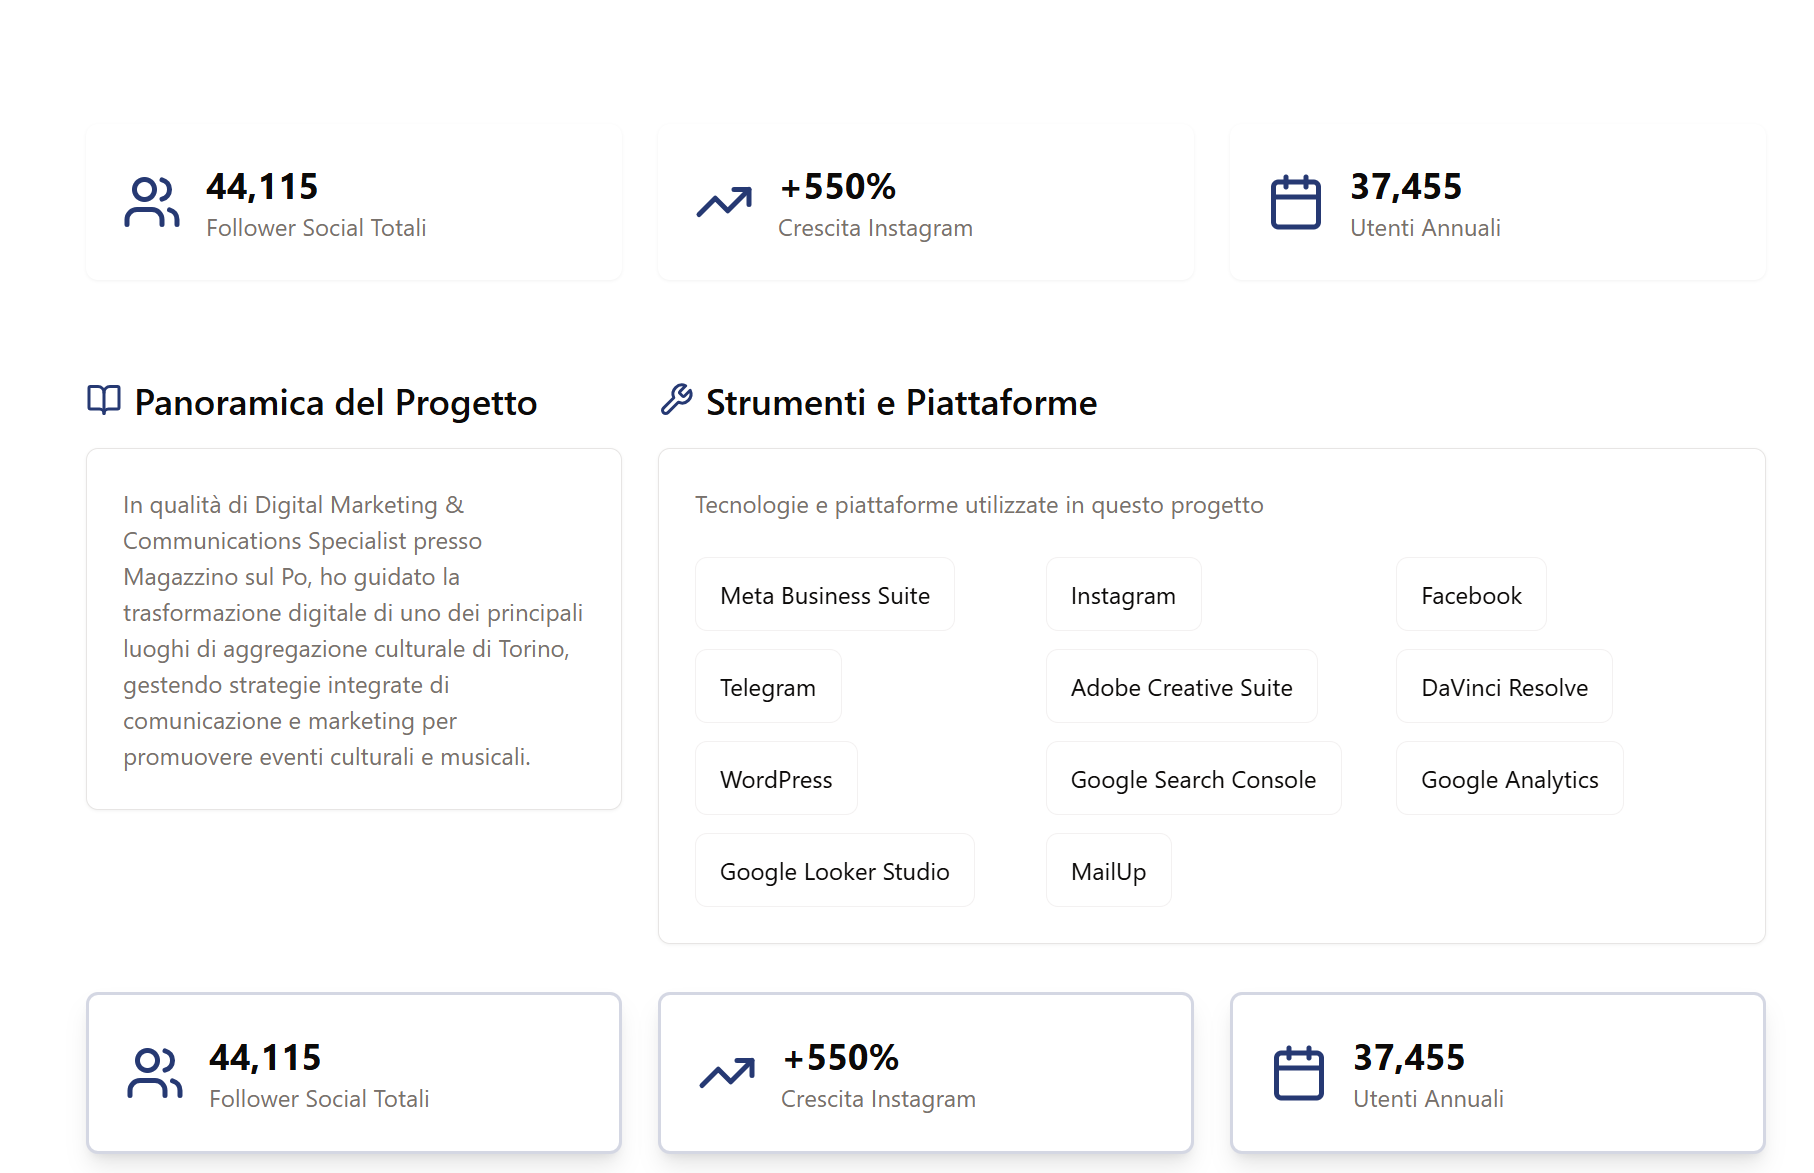 44,115
Follower Social Totali
+550%
Crescita Instagram
37,455
Utenti Annuali
Panoramica del Progetto
In qualità di Digital Marketing &
Communications Specialist presso
Magazzino sul Po, ho guidato la
trasformazione digitale di uno dei principali
luoghi di aggregazione culturale di Torino,
gestendo strategie integrate di
comunicazione e marketing per
promuovere eventi culturali e musicali.
Strumenti e Piattaforme
Tecnologie e piattaforme utilizzate in questo progetto
Meta Business Suite
Instagram
Facebook
Telegram
Adobe Creative Suite
DaVinci Resolve
WordPress
Google Search Console
Google Analytics
Google Looker Studio
MailUp
44,115
Follower Social Totali
+550%
Crescita Instagram
37,455
Utenti Annuali